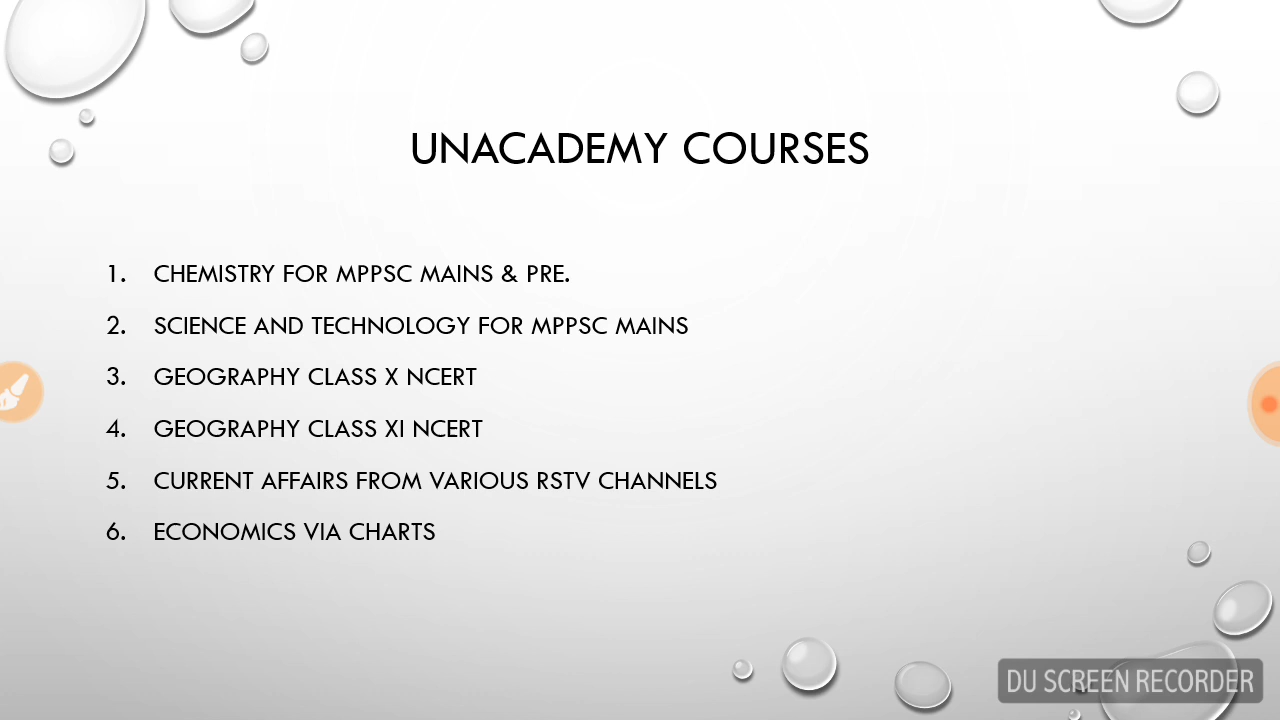 UNACADEMY COURSES
1. CHEMISTRY FOR MPPSC MAINS & PRE.
2. SCIENCE AND TECHNOLOGY FOR MPPSC MAINS
3. GEOGRAPHY CLASS X NCERT
4. GEOGRAPHY CLASS XI NCERT
5. CURRENT AFFAIRS FROM VARIOUS RSTV CHANNELS
6. ECONOMICS VIA CHARTS
DU SCREEN RECORDER